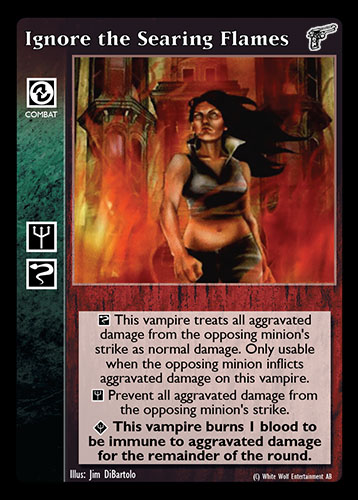 Ignore the Searing Flames
COMBAT
This vampire treats all aggravated
damage from the opposing minion's
strike as normal damage. Only usable
when the opposing minion inflicts
aggravated damage on this vampire.
Prevent all aggravated damage from
the opposing minion's strike.
This vampire burns 1 blood to
be immune to aggravated damage
for the remainder of the round.
Illus: Jim DiBartolo
(C) White Wolf Entertainment AB